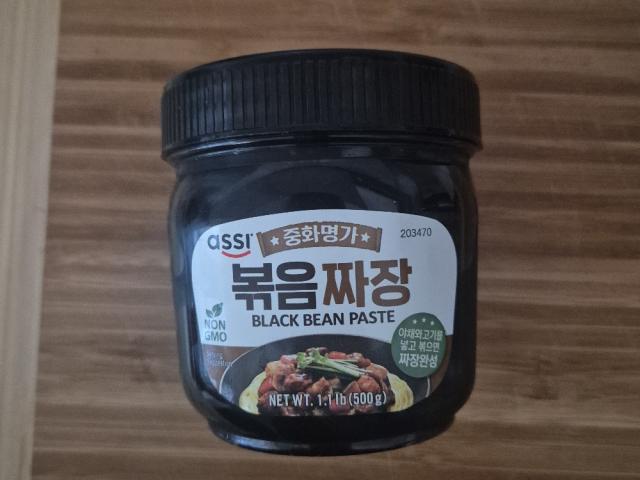 assi
중화명가
203470
볶음짜장
BLACK BEAN PASTE
NON
GMO
야채와고기를
넣고 볶으면
짜장완성
NET WT. 1.1 lb (500g)